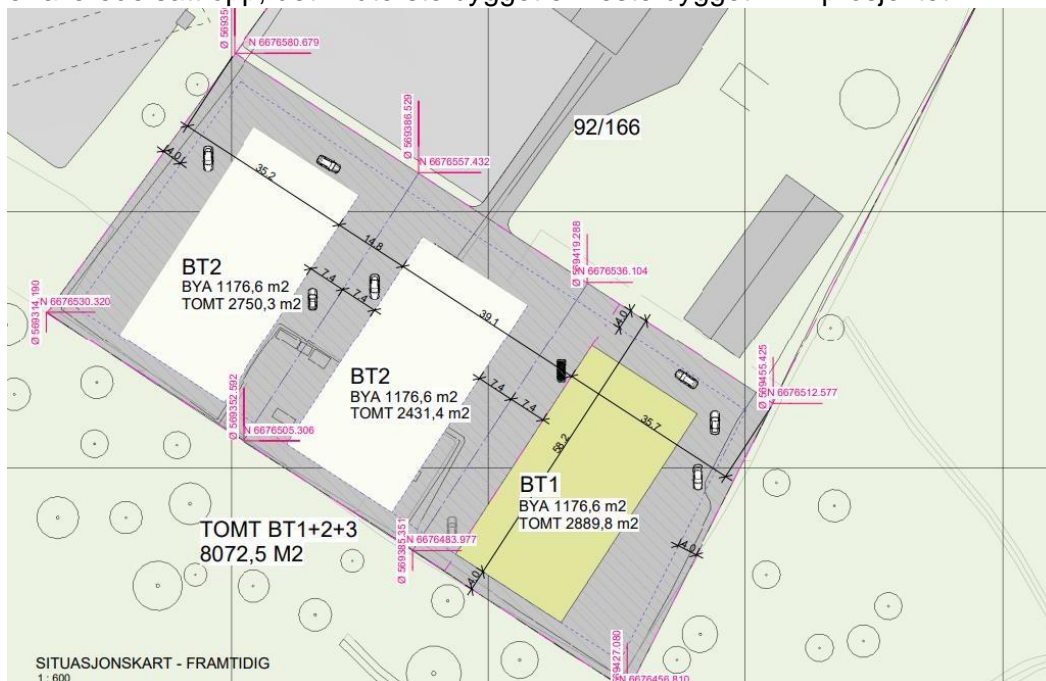 Ø 56935
N 6676580.679
Ø 569386.529
N 6676557.432
92/166
4.0
35.2
14.8
Ø 569419.288
N 6676536.104
BT2
BYA 1176,6 m2
TOMT 2750,3 m2
7.4
7.4
39.1
4.0
Ø 569314.190
N 6676530.320
Ø 569455.425
N 6676512.577
BT2
BYA 1176,6 m2
TOMT 2431,4 m2
7.4
7.4
35.7
58.2
Ø 569352.592
N 6676505.306
BT1
BYA 1176,6 m2
TOMT 2889,8 m2
TOMT BT1+2+3
8072,5 M2
Ø 569385.351
N 6676483.977
4.0
4.0
69427.080
N 6676456.810
SITUASJONSKART - FRAMTIDIG
1 : 600